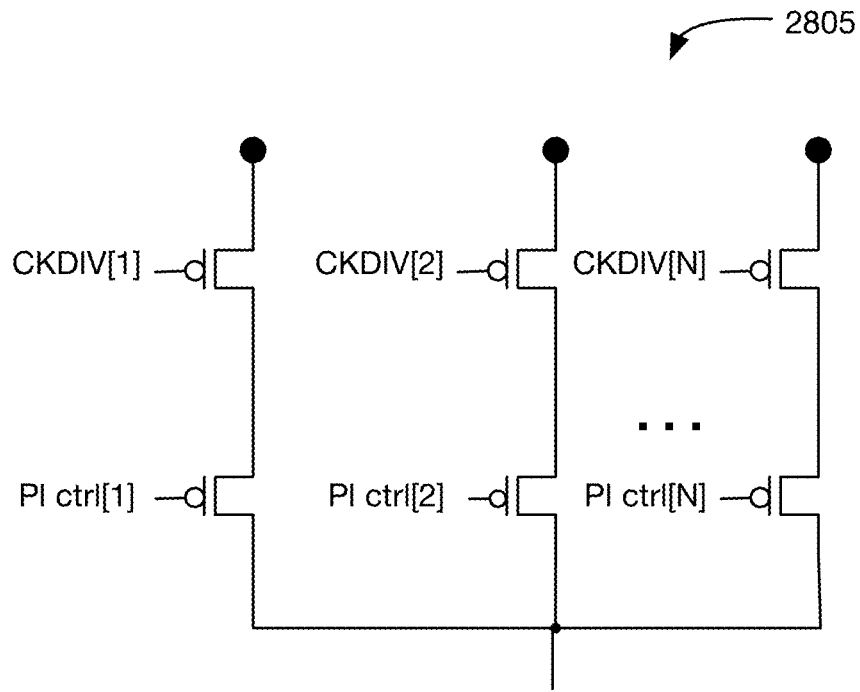 2805
CKDIV[1] CKDIV[2] CKDIV[N]
...
PI ctrl[1] PI ctrl[2] PI ctrl[N]